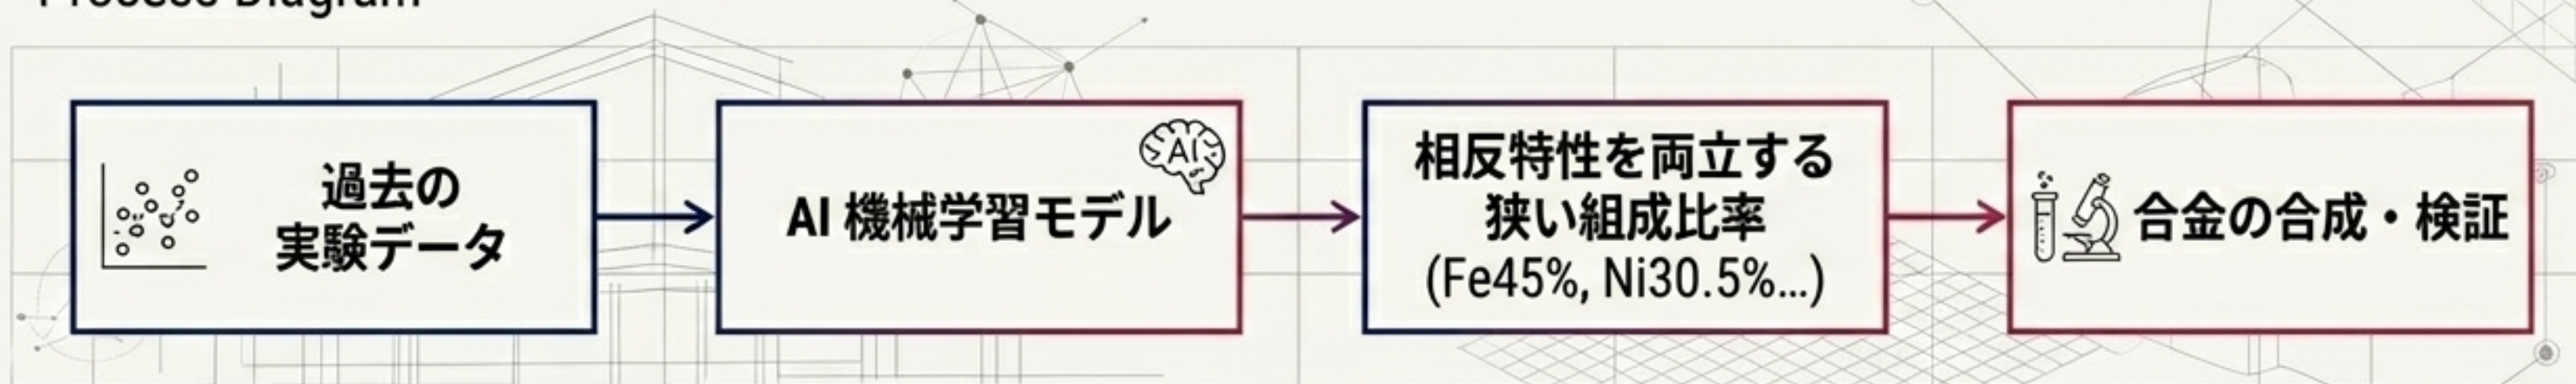 Process Diagram
過去の
実験データ
AI 機械学習モデル
AI
相反特性を両立する
狭い組成比率
(Fe45%, Ni30.5%...)
合金の合成・検証